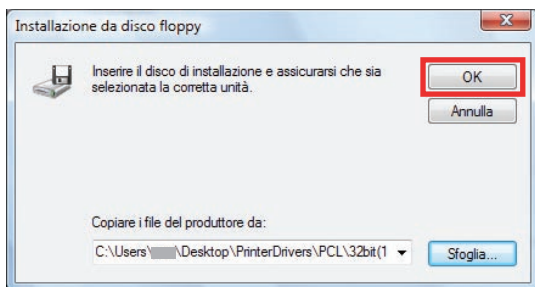 Installazione da disco floppy
Inserire il disco di installazione e assicurarsi che sia
selezionata la corretta unità.
OK
Annulla
Copiare i file del produttore da:
C:\Users\ \Desktop\PrinterDrivers\PCL\32bit(1
Sfoglia...